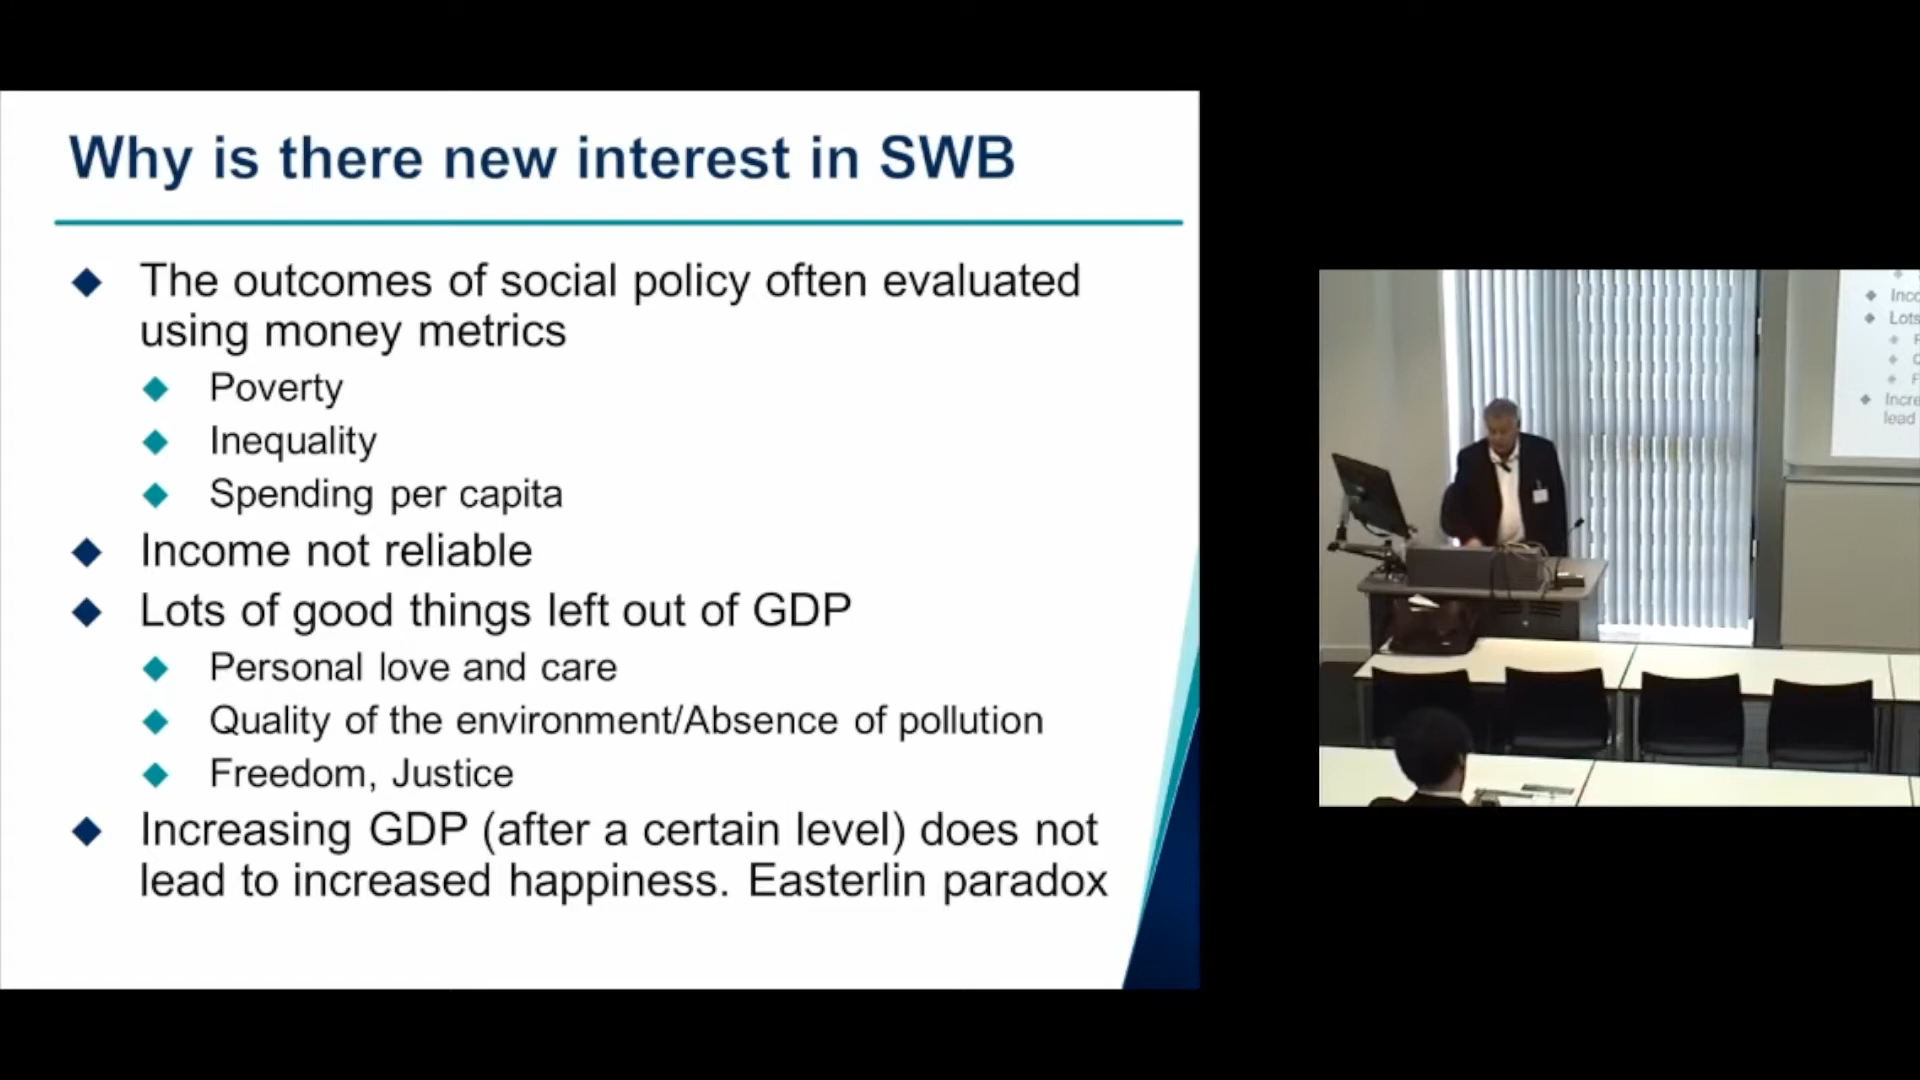 Why is there new interest in SWB
The outcomes of social policy often evaluated
using money metrics
Poverty
Inequality
Spending per capita
Income not reliable
Lots of good things left out of GDP
Personal love and care
Quality of the environment/Absence of pollution
Freedom, Justice
Increasing GDP (after a certain level) does not
lead to increased happiness. Easterlin paradox
Lots
lead